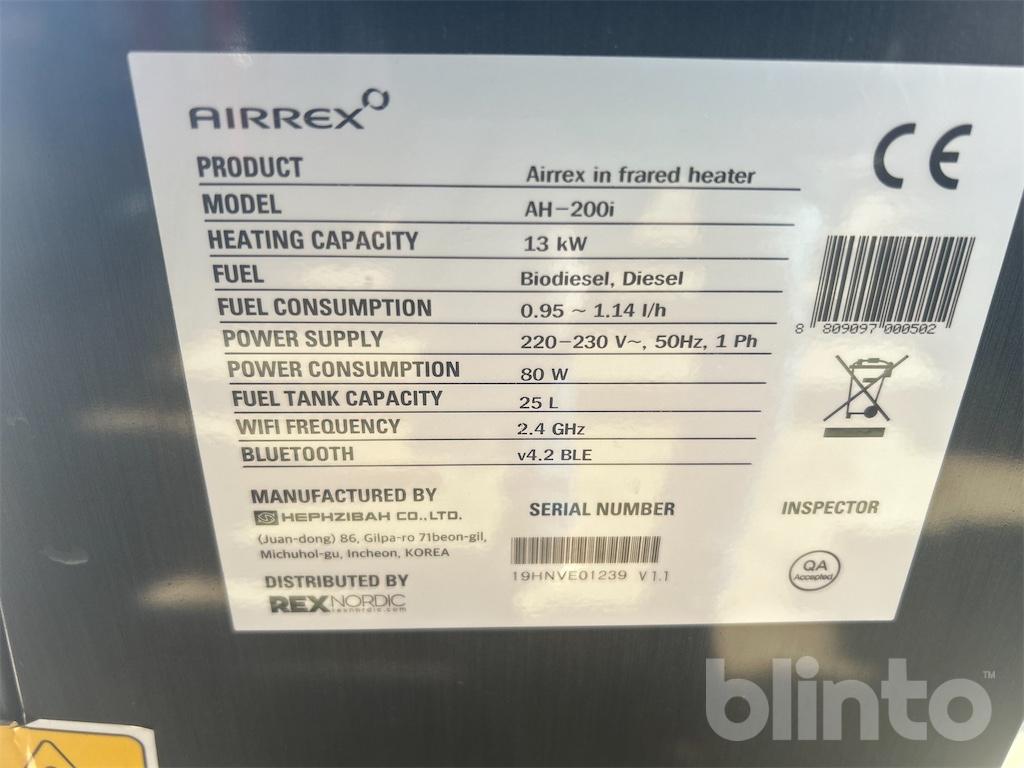 AIRREX
CE
PRODUCT Airrex in frared heater
MODEL AH-200i
HEATING CAPACITY 13 kW
FUEL Biodiesel, Diesel
FUEL CONSUMPTION 0.95 ~ 1.14 l/h
POWER SUPPLY 220-230 V~, 50Hz, 1 Ph
POWER CONSUMPTION 80 W
FUEL TANK CAPACITY 25 L
WIFI FREQUENCY 2.4 GHz
BLUETOOTH v4.2 BLE
8 809097 000502
MANUFACTURED BY
HEPHZIBAH CO.,LTD.
(Juan-dong) 86, Gilpa-ro 71beon-gil,
Michuhol-gu, Incheon, KOREA
DISTRIBUTED BY
REXNORDIC
rexnordic.com
SERIAL NUMBER
19HNVE01239 V1.1
INSPECTOR
QA
Accepted
blinto™